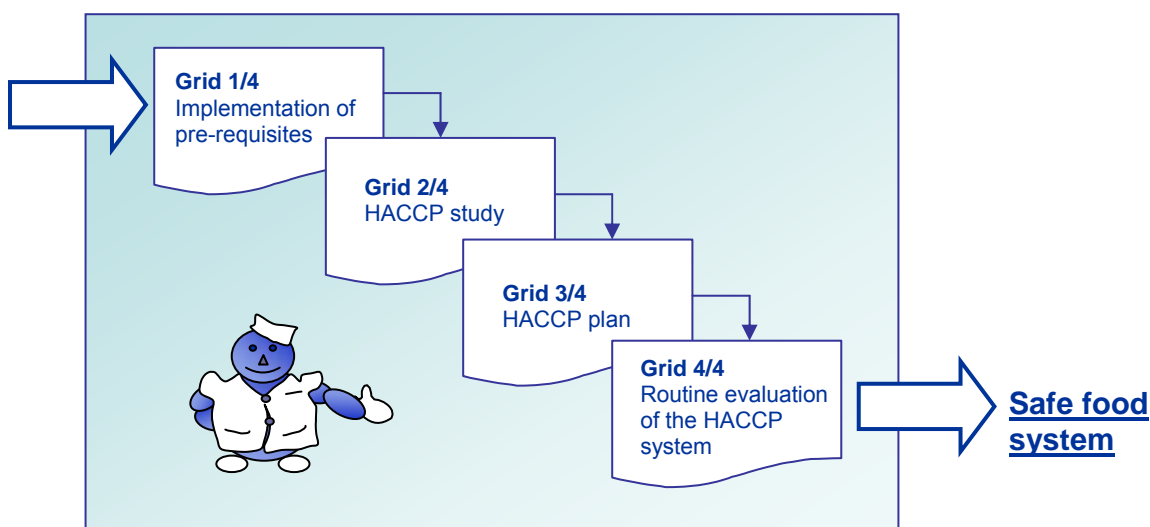 Grid 1/4
Implementation of
pre-requisites
Grid 2/4
HACCP study
Grid 3/4
HACCP plan
Grid 4/4
Routine evaluation
of the HACCP
system
Safe food
system